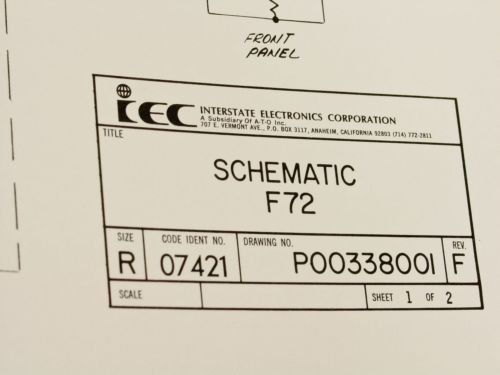 FRONT
PANEL
IEC INTERSTATE ELECTRONICS CORPORATION
A Subsidiary Of A-T-O Inc.
707 E. VERMONT AVE., P.O. BOX 3117, ANAHEIM, CALIFORNIA 92803 (714) 772-2811
TITLE
SCHEMATIC
F72
SIZE CODE IDENT NO. DRAWING NO. REV.
R 07421 P00338001 F
SCALE SHEET 1 OF 2